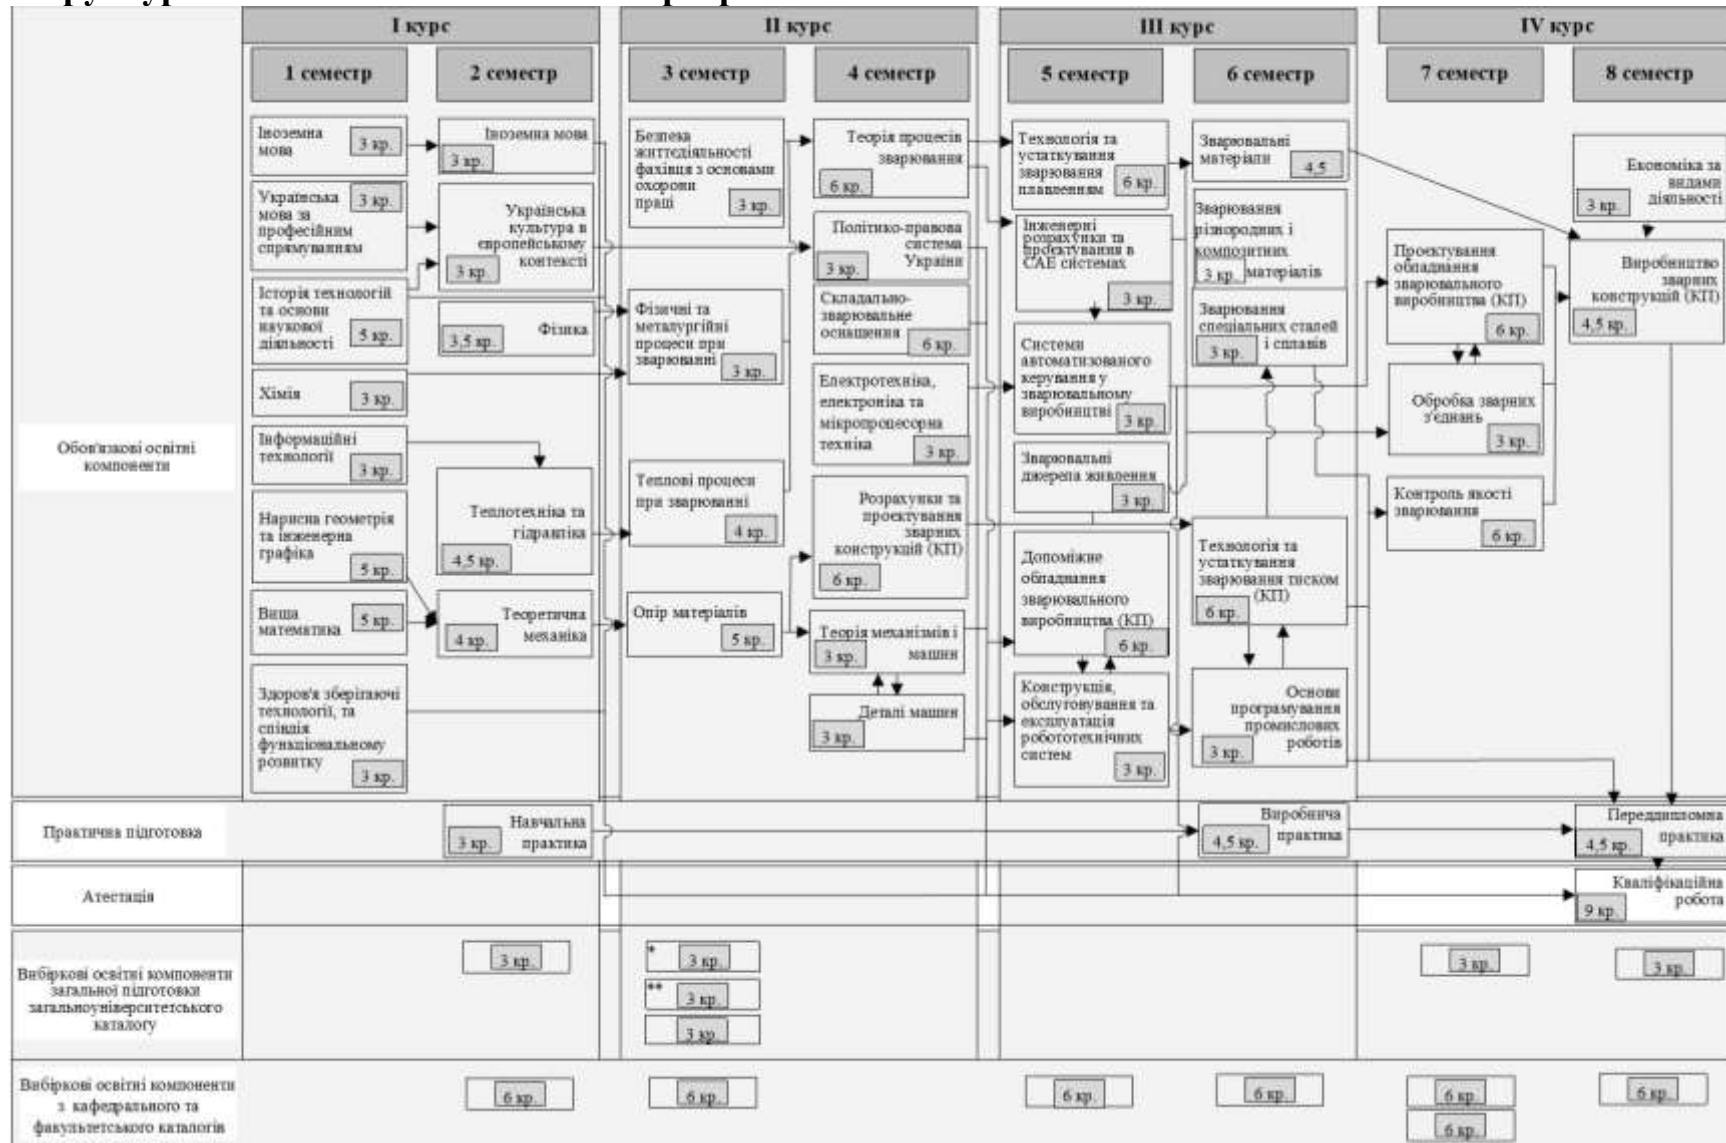 I курс
II курс
III курс
IV курс
1 семестр
2 семестр
3 семестр
4 семестр
5 семестр
6 семестр
7 семестр
8 семестр
Обов'язкові освітні
компоненти
Іноземна
мова
3 кр.
Українська
мова за
професійним
спрямуванням
3 кр.
Історія технологій
та основи
наукової
діяльності
5 кр.
Хімія
3 кр.
Інформаційні
технології
3 кр.
Нарисна геометрія
та інженерна
графіка
5 кр.
Вища
математика
5 кр.
Здоров'я зберігаючі
технології, та
співдія
функціональному
розвитку
3 кр.
Іноземна мова
3 кр.
Українська
культура в
європейському
контексті
3 кр.
Фізика
3,5 кр.
Теплотехніка та
гідравліка
4,5 кр.
Теоретична
механіка
4 кр.
Безпека
життєдіяльності
фахівця з основами
охорони
праці
3 кр.
Фізичні та
металургійні
процеси при
зварюванні
3 кр.
Теплові процеси
при зварюванні
4 кр.
Опір матеріалів
5 кр.
Теорія процесів
зварювання
6 кр.
Політико-правова
система
України
3 кр.
Складально-
зварювальне
оснащення
6 кр.
Електротехніка,
електроніка та
мікропроцесорна
техніка
3 кр.
Розрахунки та
проєктування
зварних
конструкцій (КП)
6 кр.
Теорія механізмів і
машин
3 кр.
Деталі машин
3 кр.
Технологія та
устаткування
зварювання
плавленням
6 кр.
Інженерні
розрахунки та
проєктування в
CAE системах
3 кр.
Системи
автоматизованого
керування у
зварювальному
виробництві
3 кр.
Зварювальні
джерела живлення
3 кр.
Допоміжне
обладнання
зварювального
виробництва (КП)
6 кр.
Конструкція,
обслуговування та
експлуатація
робототехнічних
систем
3 кр.
Зварювальні
матеріали
4,5
Зварювання
різнородних і
композитних
матеріалів
3 кр.
Зварювання
спеціальних сталей
і сплавів
3 кр.
Технологія та
устаткування
зварювання тиском
(КП)
6 кр.
Основи
програмування
промислових
роботів
3 кр.
Проектування
обладнання
зварювального
виробництва (КП)
6 кр.
Обробка зварних
з'єднань
3 кр.
Контроль якості
зварювання
6 кр.
Економіка за
видами
діяльності
3 кр.
Виробництво
зварних
конструкцій (КП)
4,5 кр.
Практична підготовка
Навчальна
практика
3 кр.
Виробнича
практика
4,5 кр.
Переддипломна
практика
4,5 кр.
Атестація
Кваліфікаційна
робота
9 кр.
Вибіркові освітні компоненти
загальної підготовки
загальноуніверситетського
каталогу
3 кр.
* 3 кр.
** 3 кр.
3 кр.
3 кр.
3 кр.
Вибіркові освітні компоненти
з кафедрального та
факультетського каталогів
6 кр.
6 кр.
6 кр.
6 кр.
6 кр.
6 кр.
6 кр.